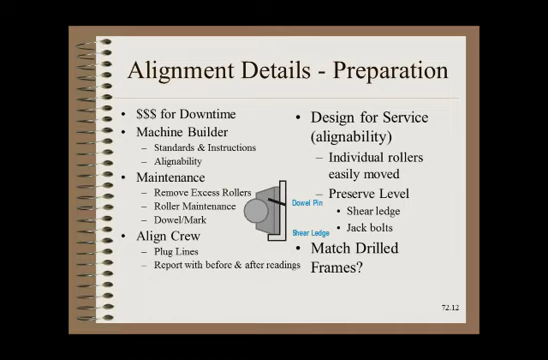 Alignment Details - Preparation
• $$$ for Downtime
• Machine Builder
– Standards & Instructions
– Alignability
• Maintenance
– Remove Excess Rollers
– Roller Maintenance
– Dowel/Mark
• Align Crew
– Plug Lines
– Report with before & after readings
• Design for Service
(alignability)
– Individual rollers
easily moved
– Preserve Level
• Shear ledge
• Jack bolts
• Match Drilled
Frames?
Dowel Pin
Shear Ledge
72.12